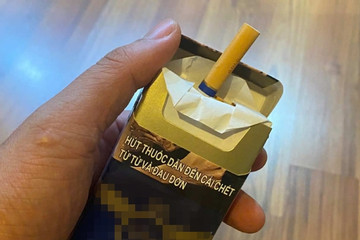 HÚT THUỐC DẪN ĐẾN CÁI CHẾT
TỪ TỪ VÀ ĐAU ĐỚN